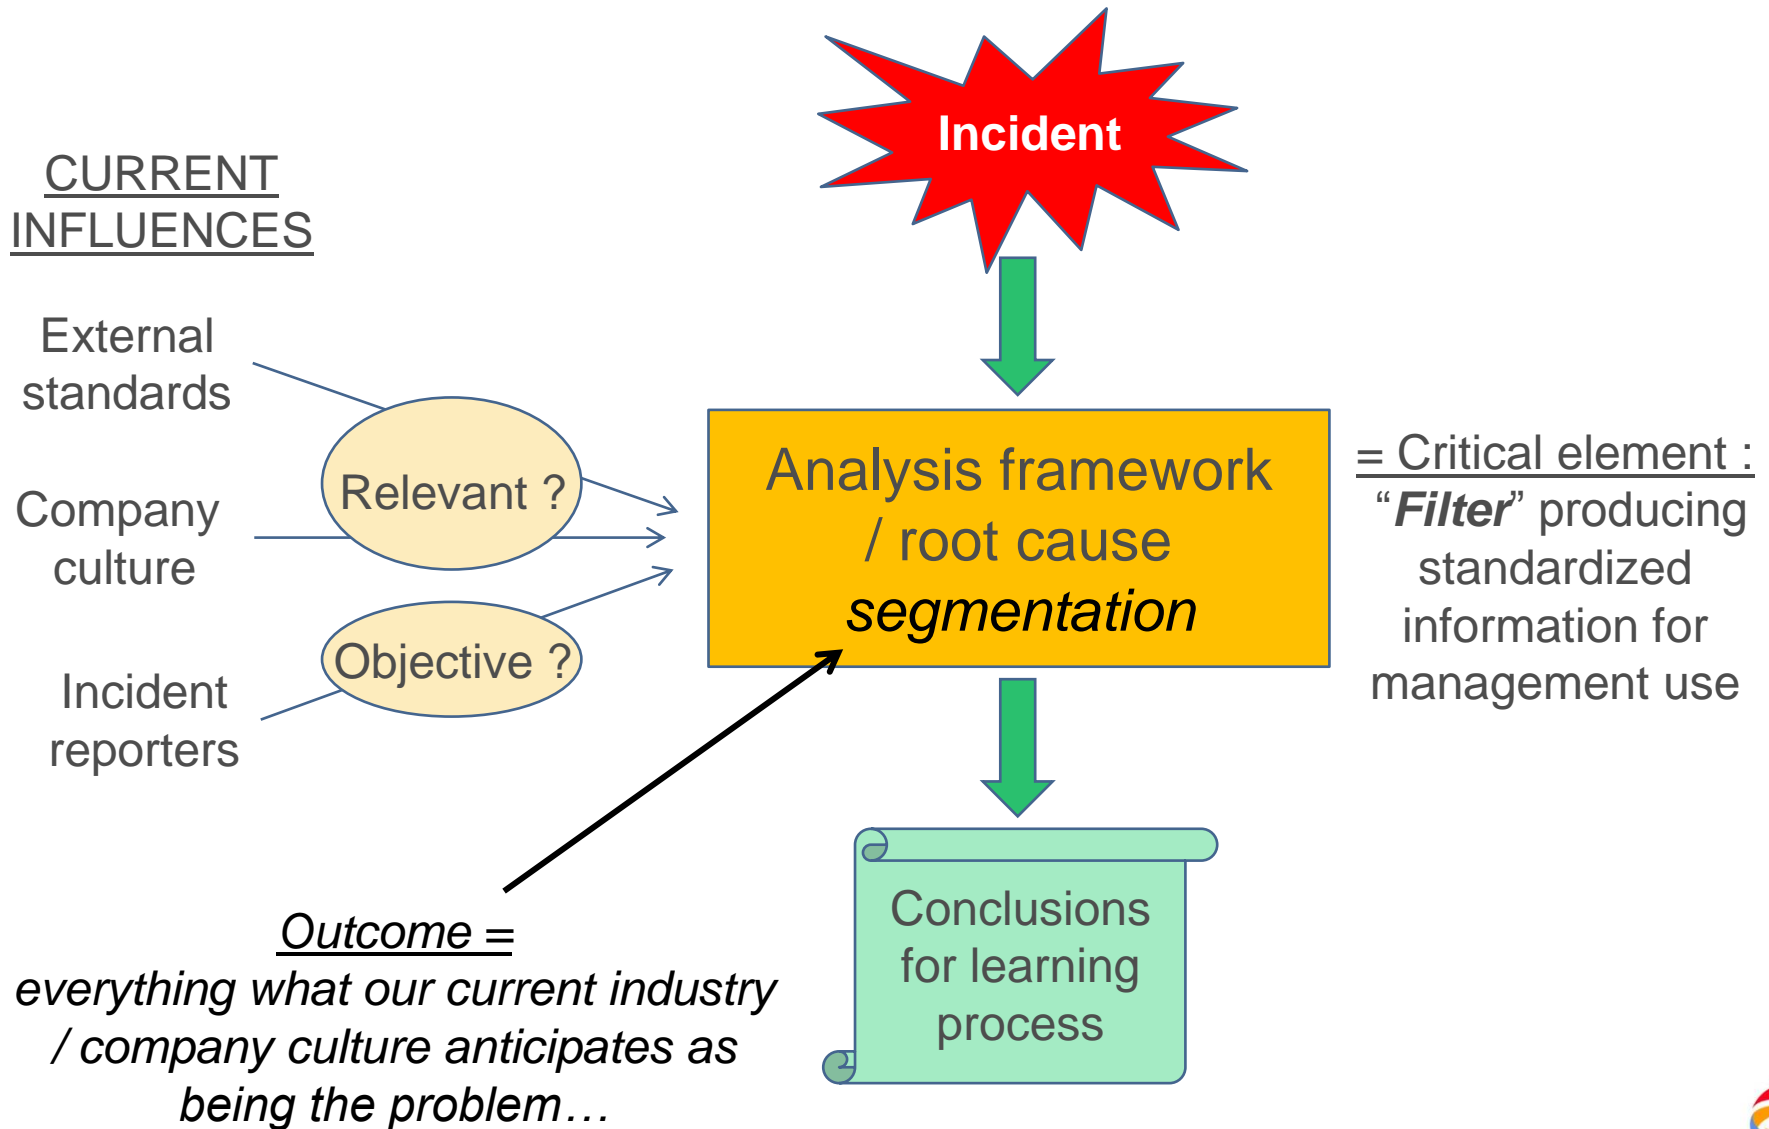 Incident
CURRENT
INFLUENCES
External
standards
Company
culture
Incident
reporters
Relevant ?
Objective ?
Analysis framework
/ root cause
segmentation
= Critical element :
“Filter” producing
standardized
information for
management use
Outcome =
everything what our current industry
/ company culture anticipates as
being the problem…
Conclusions
for learning
process